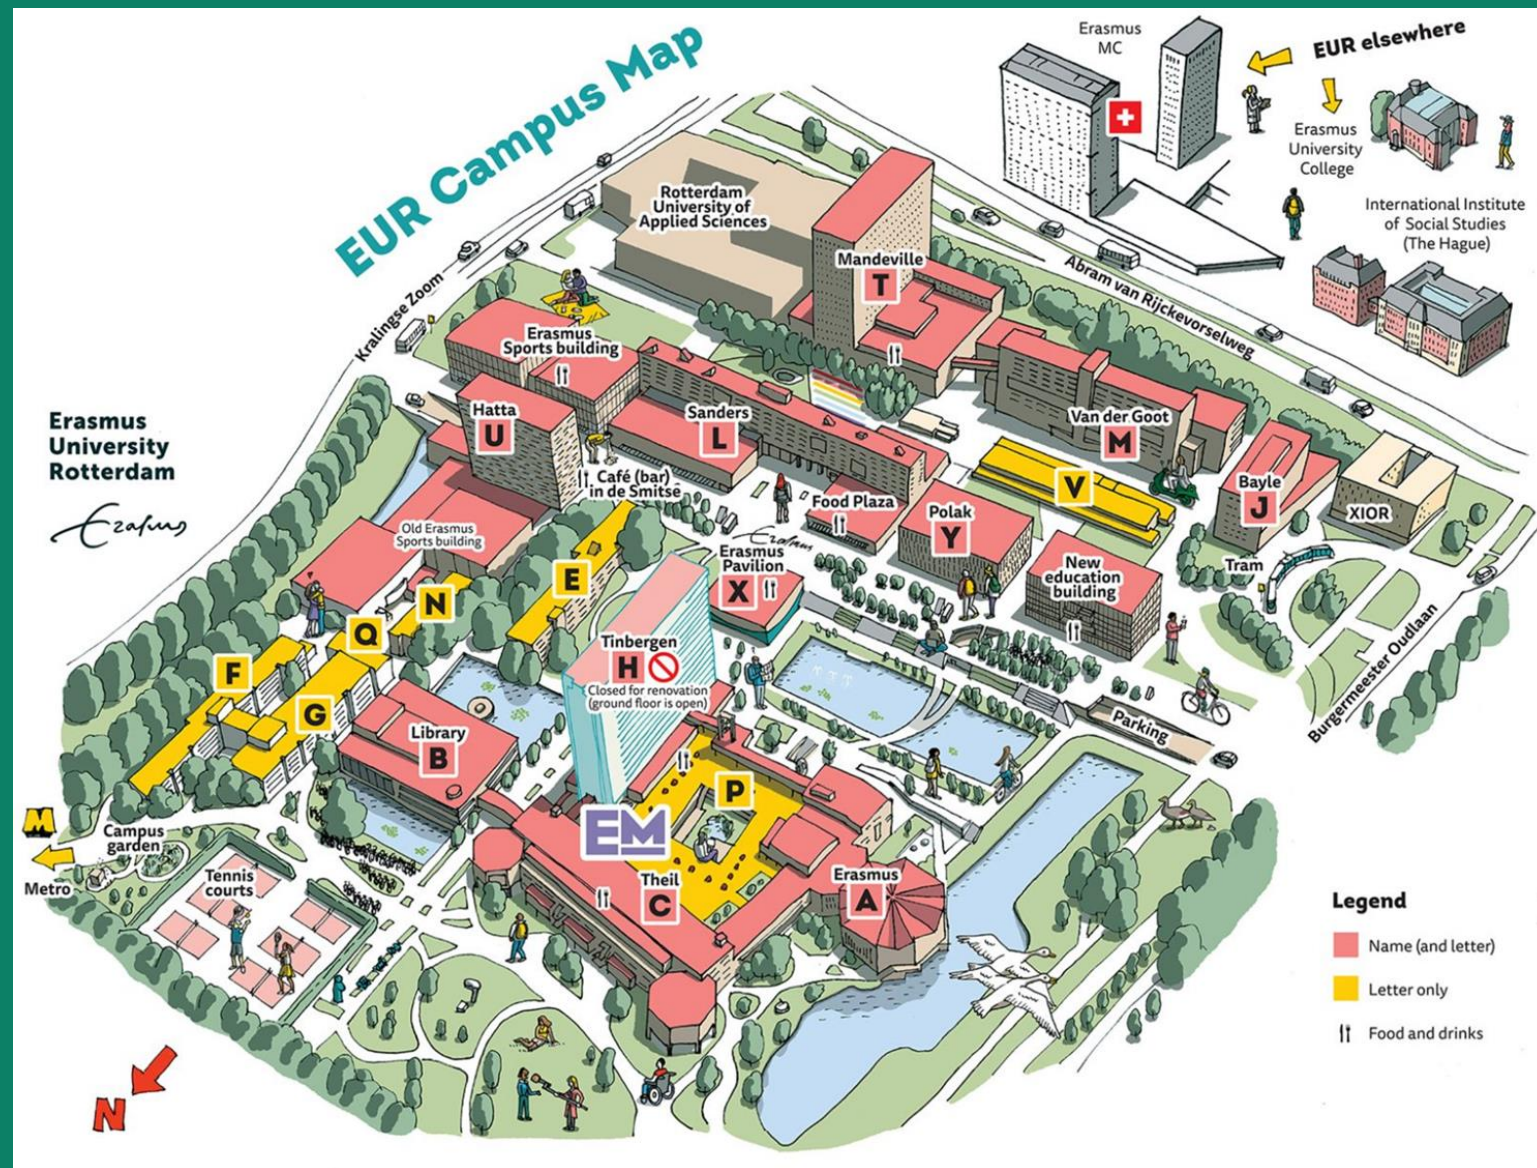 EUR Campus Map
Erasmus
MC
EUR elsewhere
Erasmus
University
College
International Institute
of Social Studies
(The Hague)
Kralingse Zoom
Abram van Rijckevorselweg
Rotterdam
University of
Applied Sciences
Mandeville
T
Erasmus
Sports building
Hatta
U
Sanders
L
Van der Goot
M
Erasmus
University
Rotterdam
Erasmus
Café (bar)
in de Smitse
Food Plaza
V
Bayle
J
XIOR
Polak
Y
Old Erasmus
Sports building
Erasmus
Erasmus
Pavilion
X
New
education
building
Tram
E
N
Q
F
G
Tinbergen
H
Closed for renovation
(ground floor is open)
Burgermeester Oudlaan
Parking
Library
B
P
EM
M
Metro
Campus
garden
Tennis
courts
Theil
C
Erasmus
A
N
Legend
Name (and letter)
Letter only
Food and drinks